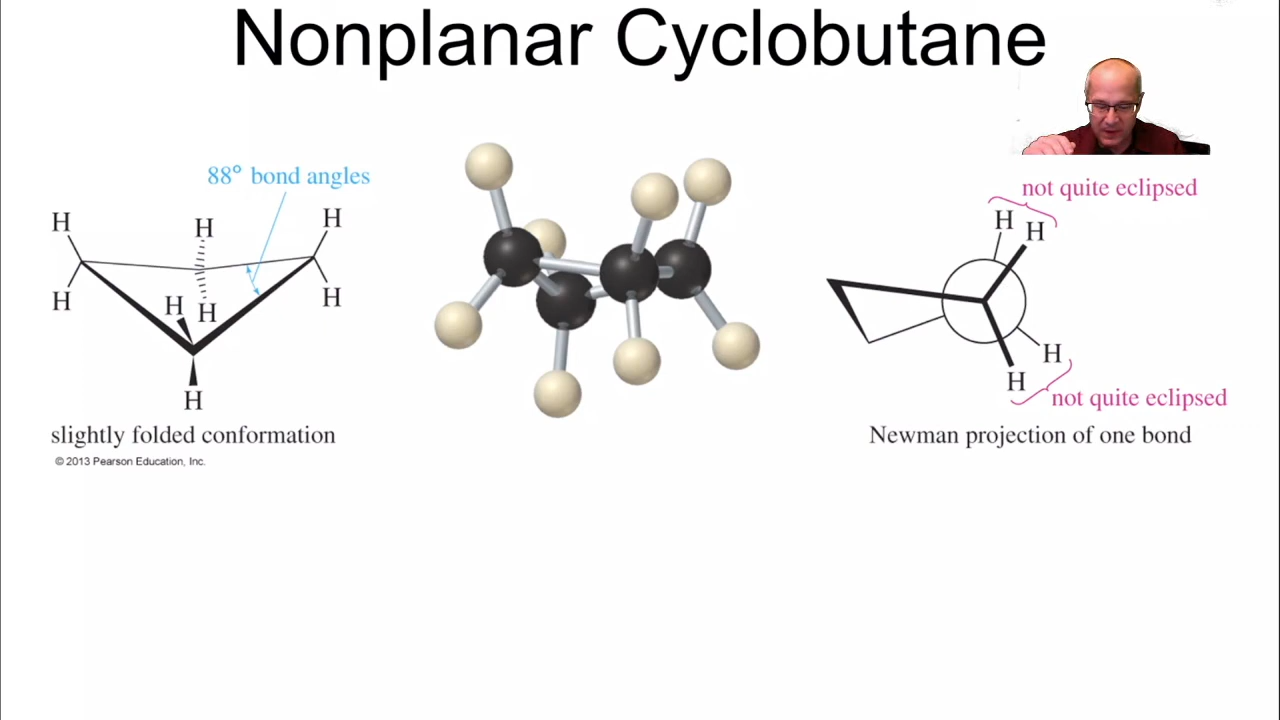 Nonplanar Cyclobutane
88° bond angles
H
H
H
H
H
H
H
H
slightly folded conformation
© 2013 Pearson Education, Inc.
not quite eclipsed
H
H
H
H
not quite eclipsed
Newman projection of one bond